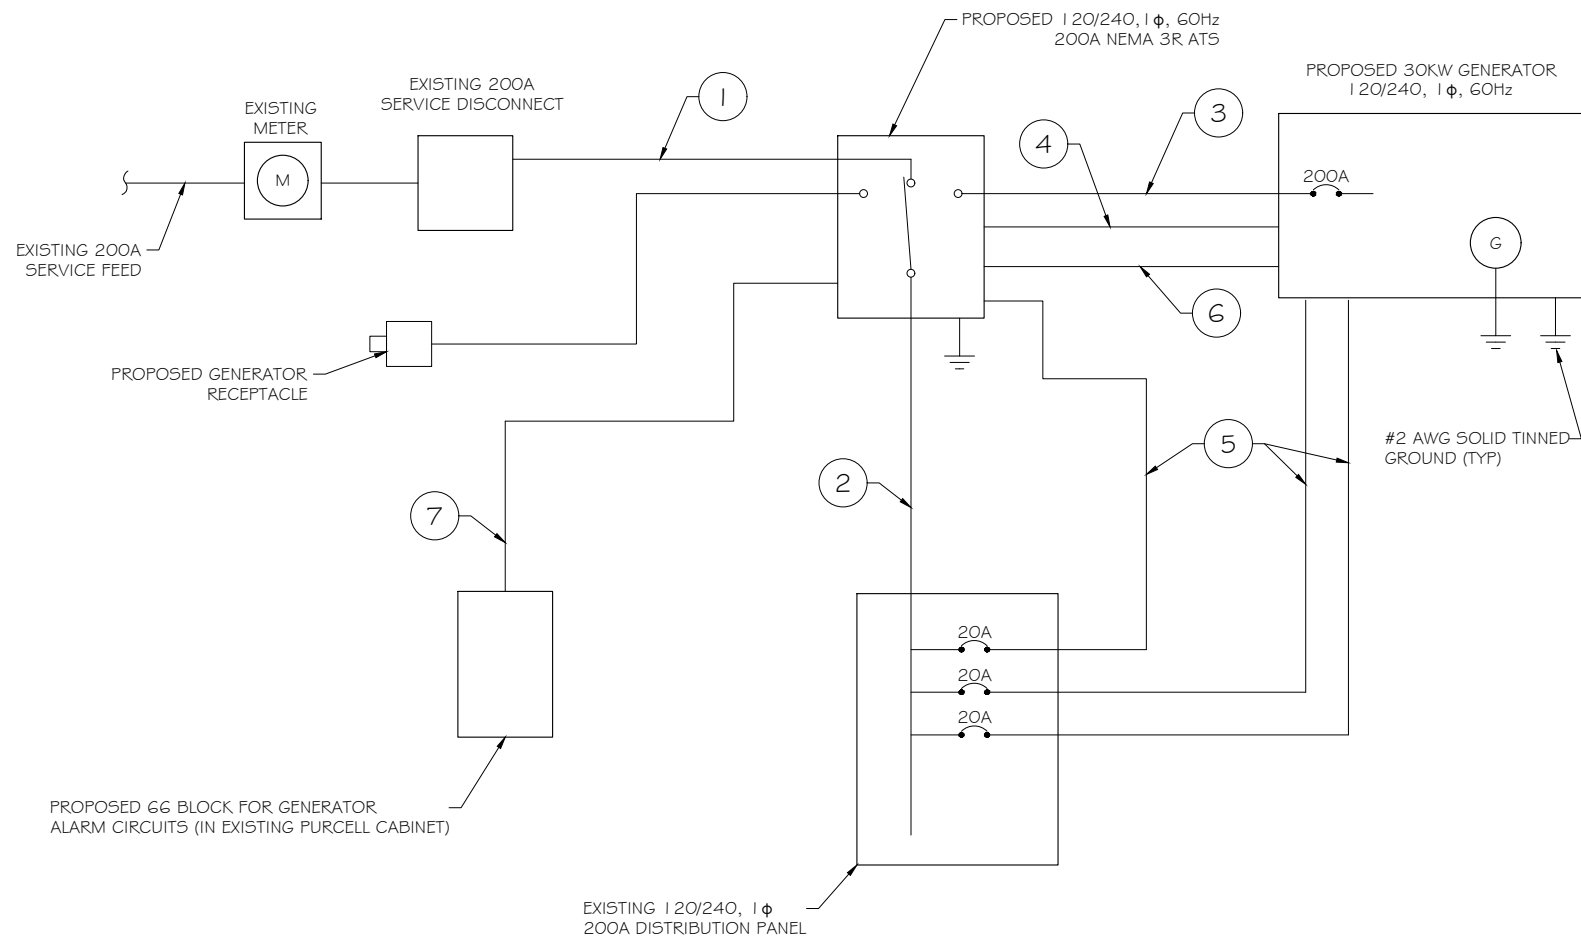 PROPOSED 120/240, 1ϕ, 60Hz
200A NEMA 3R ATS
PROPOSED 30KW GENERATOR
120/240, 1ϕ, 60Hz
EXISTING 200A
SERVICE DISCONNECT
EXISTING
METER
1
3
4
M
200A
G
EXISTING 200A
SERVICE FEED
6
PROPOSED GENERATOR
RECEPTACLE
5
#2 AWG SOLID TINNED
GROUND (TYP)
2
7
20A
20A
20A
PROPOSED 66 BLOCK FOR GENERATOR
ALARM CIRCUITS (IN EXISTING PURCELL CABINET)
EXISTING 120/240, 1ϕ
200A DISTRIBUTION PANEL